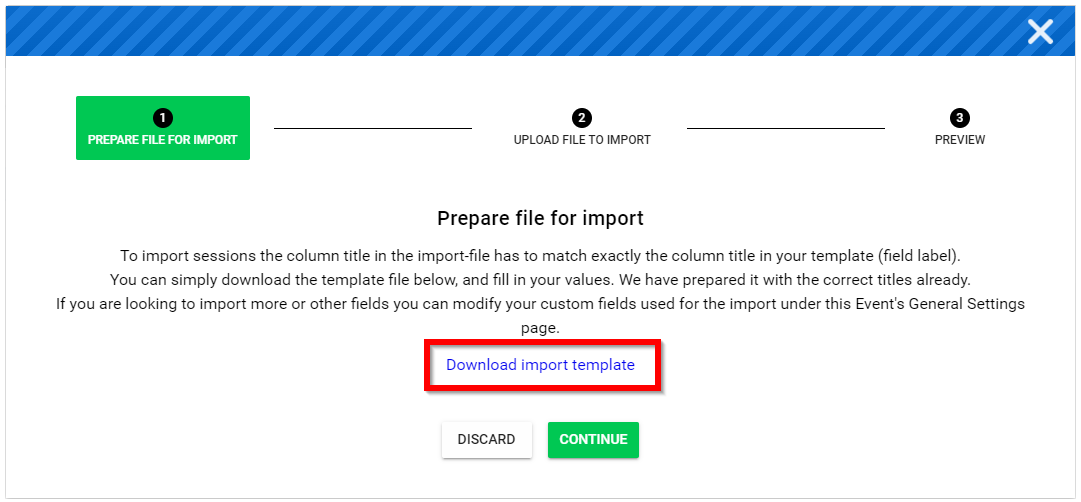 1
PREPARE FILE FOR IMPORT
2
UPLOAD FILE TO IMPORT
3
PREVIEW
Prepare file for import
To import sessions the column title in the import-file has to match exactly the column title in your template (field label).
You can simply download the template file below, and fill in your values. We have prepared it with the correct titles already.
If you are looking to import more or other fields you can modify your custom fields used for the import under this Event's General Settings
page.
Download import template
DISCARD
CONTINUE